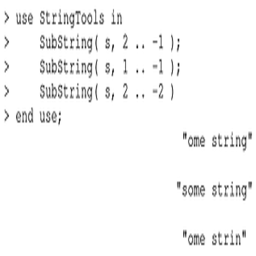 > use StringTools in
>     SubString( s, 2 .. -1 );
>     SubString( s, 1 .. -1 );
>     SubString( s, 2 .. -2 )
> end use;
"ome string"
"some string"
"ome strin"